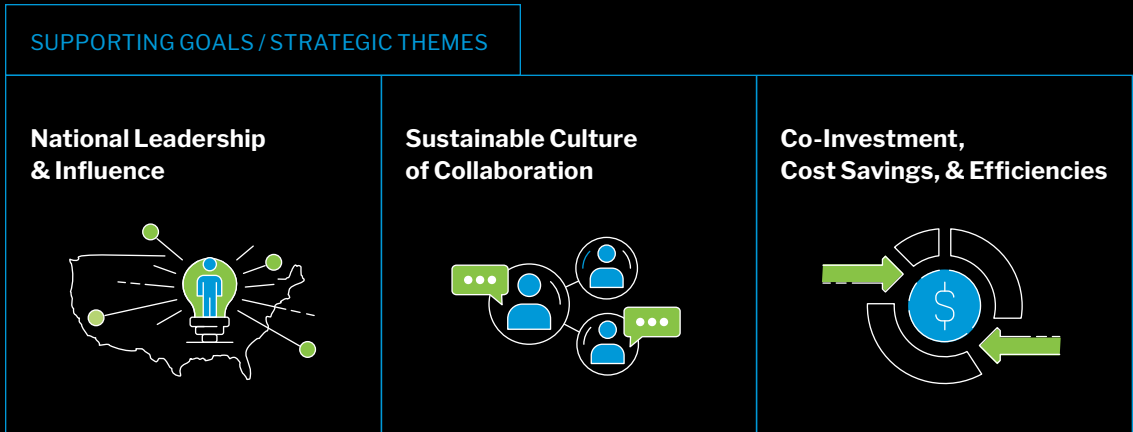 SUPPORTING GOALS / STRATEGIC THEMES
National Leadership
& Influence
Sustainable Culture
of Collaboration
Co-Investment,
Cost Savings, & Efficiencies
$